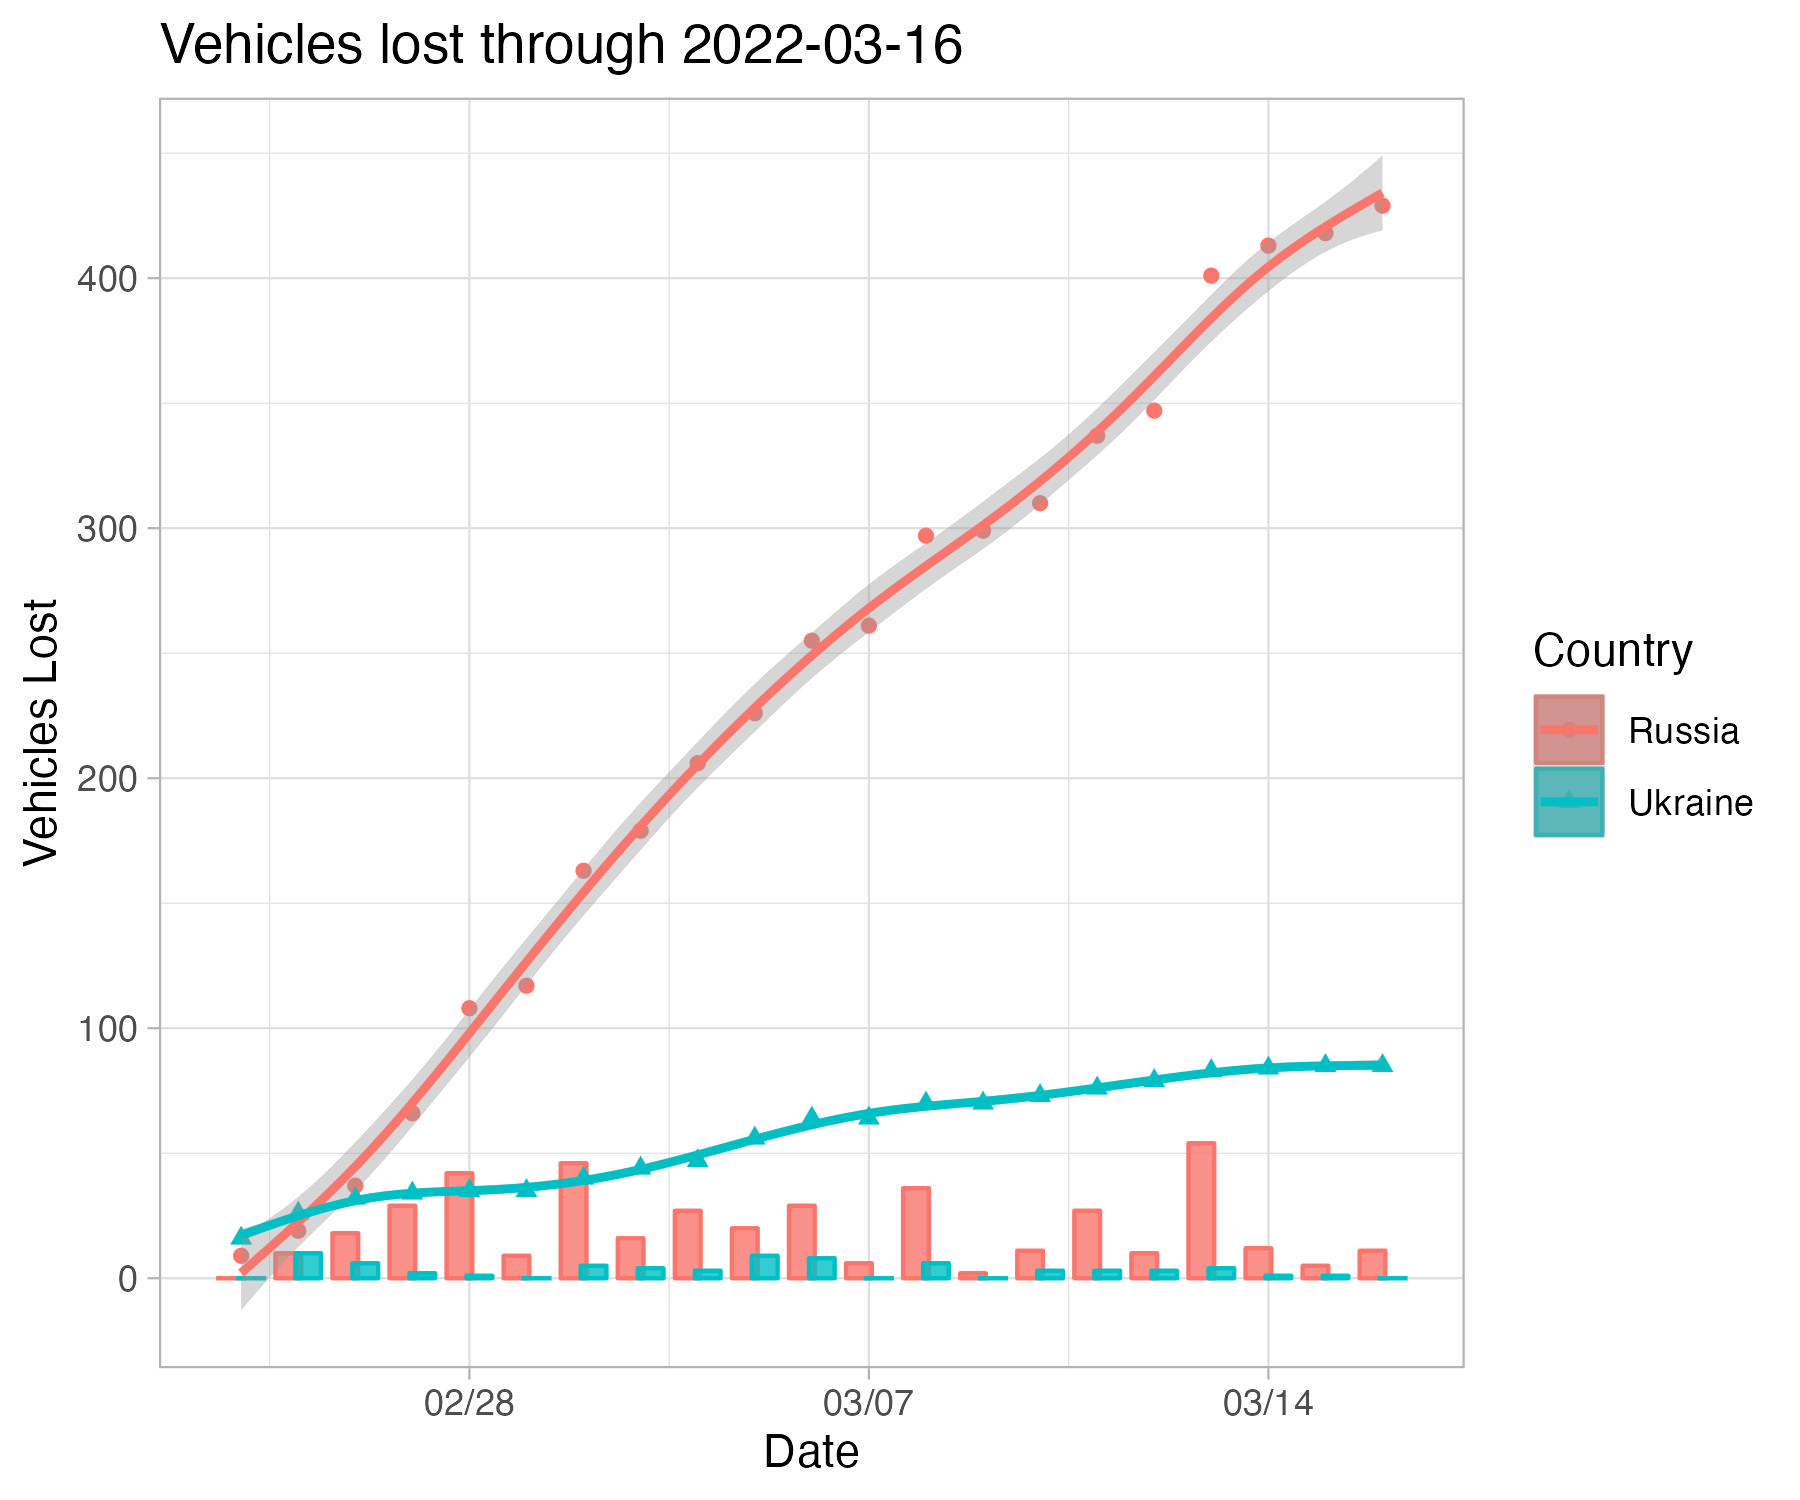 Vehicles lost through 2022-03-16
Vehicles Lost
400
300
200
100
0
02/28 03/07 03/14
Date
Country
Russia
Ukraine